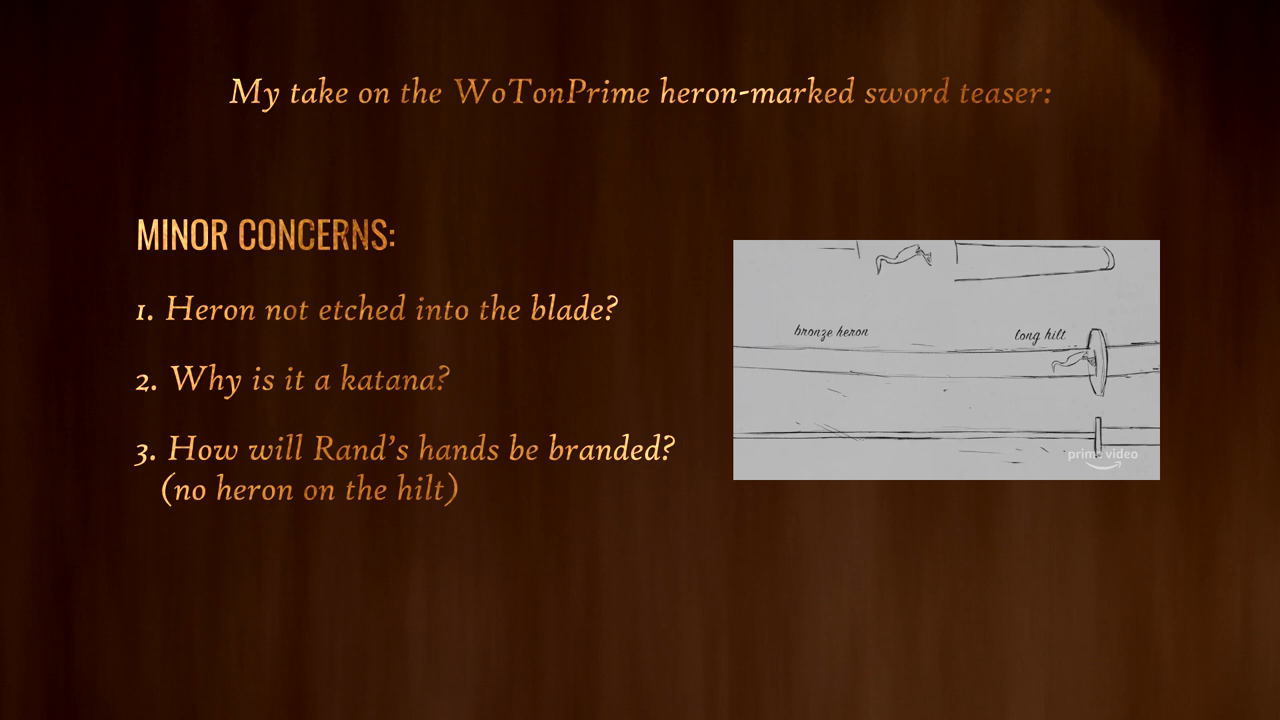 My take on the WoTonPrime heron-marked sword teaser:
MINOR CONCERNS:
1. Heron not etched into the blade?
2. Why is it a katana?
3. How will Rand's hands be branded?
(no heron on the hilt)
bronze heron
long hilt
prime video